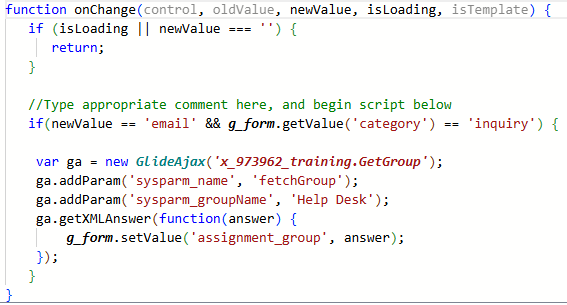 function onChange(control, oldValue, newValue, isLoading, isTemplate) {
if (isLoading || newValue === '') {
return;
}
//Type appropriate comment here, and begin script below
if(newValue == 'email' && g_form.getValue('category') == 'inquiry') {
var ga = new GlideAjax('x_973962_training.GetGroup');
ga.addParam('sysparm_name', 'fetchGroup');
ga.addParam('sysparm_groupName', 'Help Desk');
ga.getXMLAnswer(function(answer) {
g_form.setValue('assignment_group', answer);
});
}
}